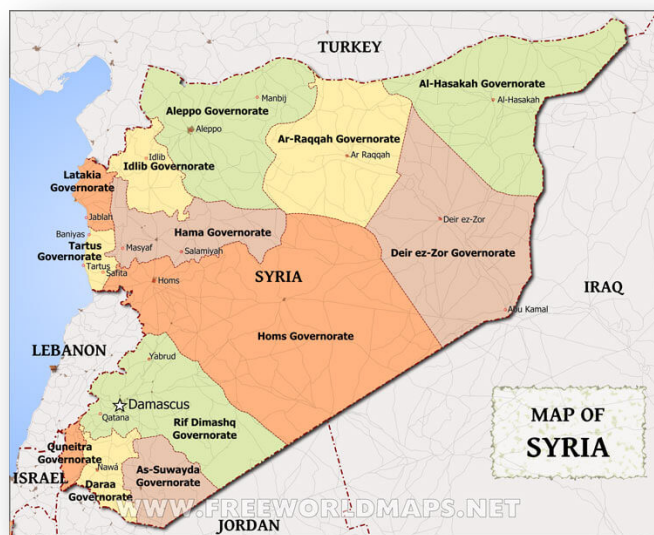 TURKEY
Al-Hasakah Governorate
Manbij
Al-Hasakah
Aleppo Governorate
Aleppo
Ar-Raqqah Governorate
Idlib
Ar Raqqah
Idlib Governorate
Latakia
Governorate
Jablah
Deir ez-Zor
Baniyas
Hama Governorate
Tartus
Governorate
Masyaf
Salamiyah
Deir ez-Zor Governorate
Tartus
Safita
SYRIA
Homs
IRAQ
Abu Kamal
Homs Governorate
LEBANON
Yabrud
Damascus
Qatana
Rif Dimashq
Governorate
MAP OF
SYRIA
Quneitra
Governorate
Nawá
As-Suwayda
Governorate
ISRAEL
Daraa
Governorate
WWW.FREEWORLDMAPS.NET
JORDAN